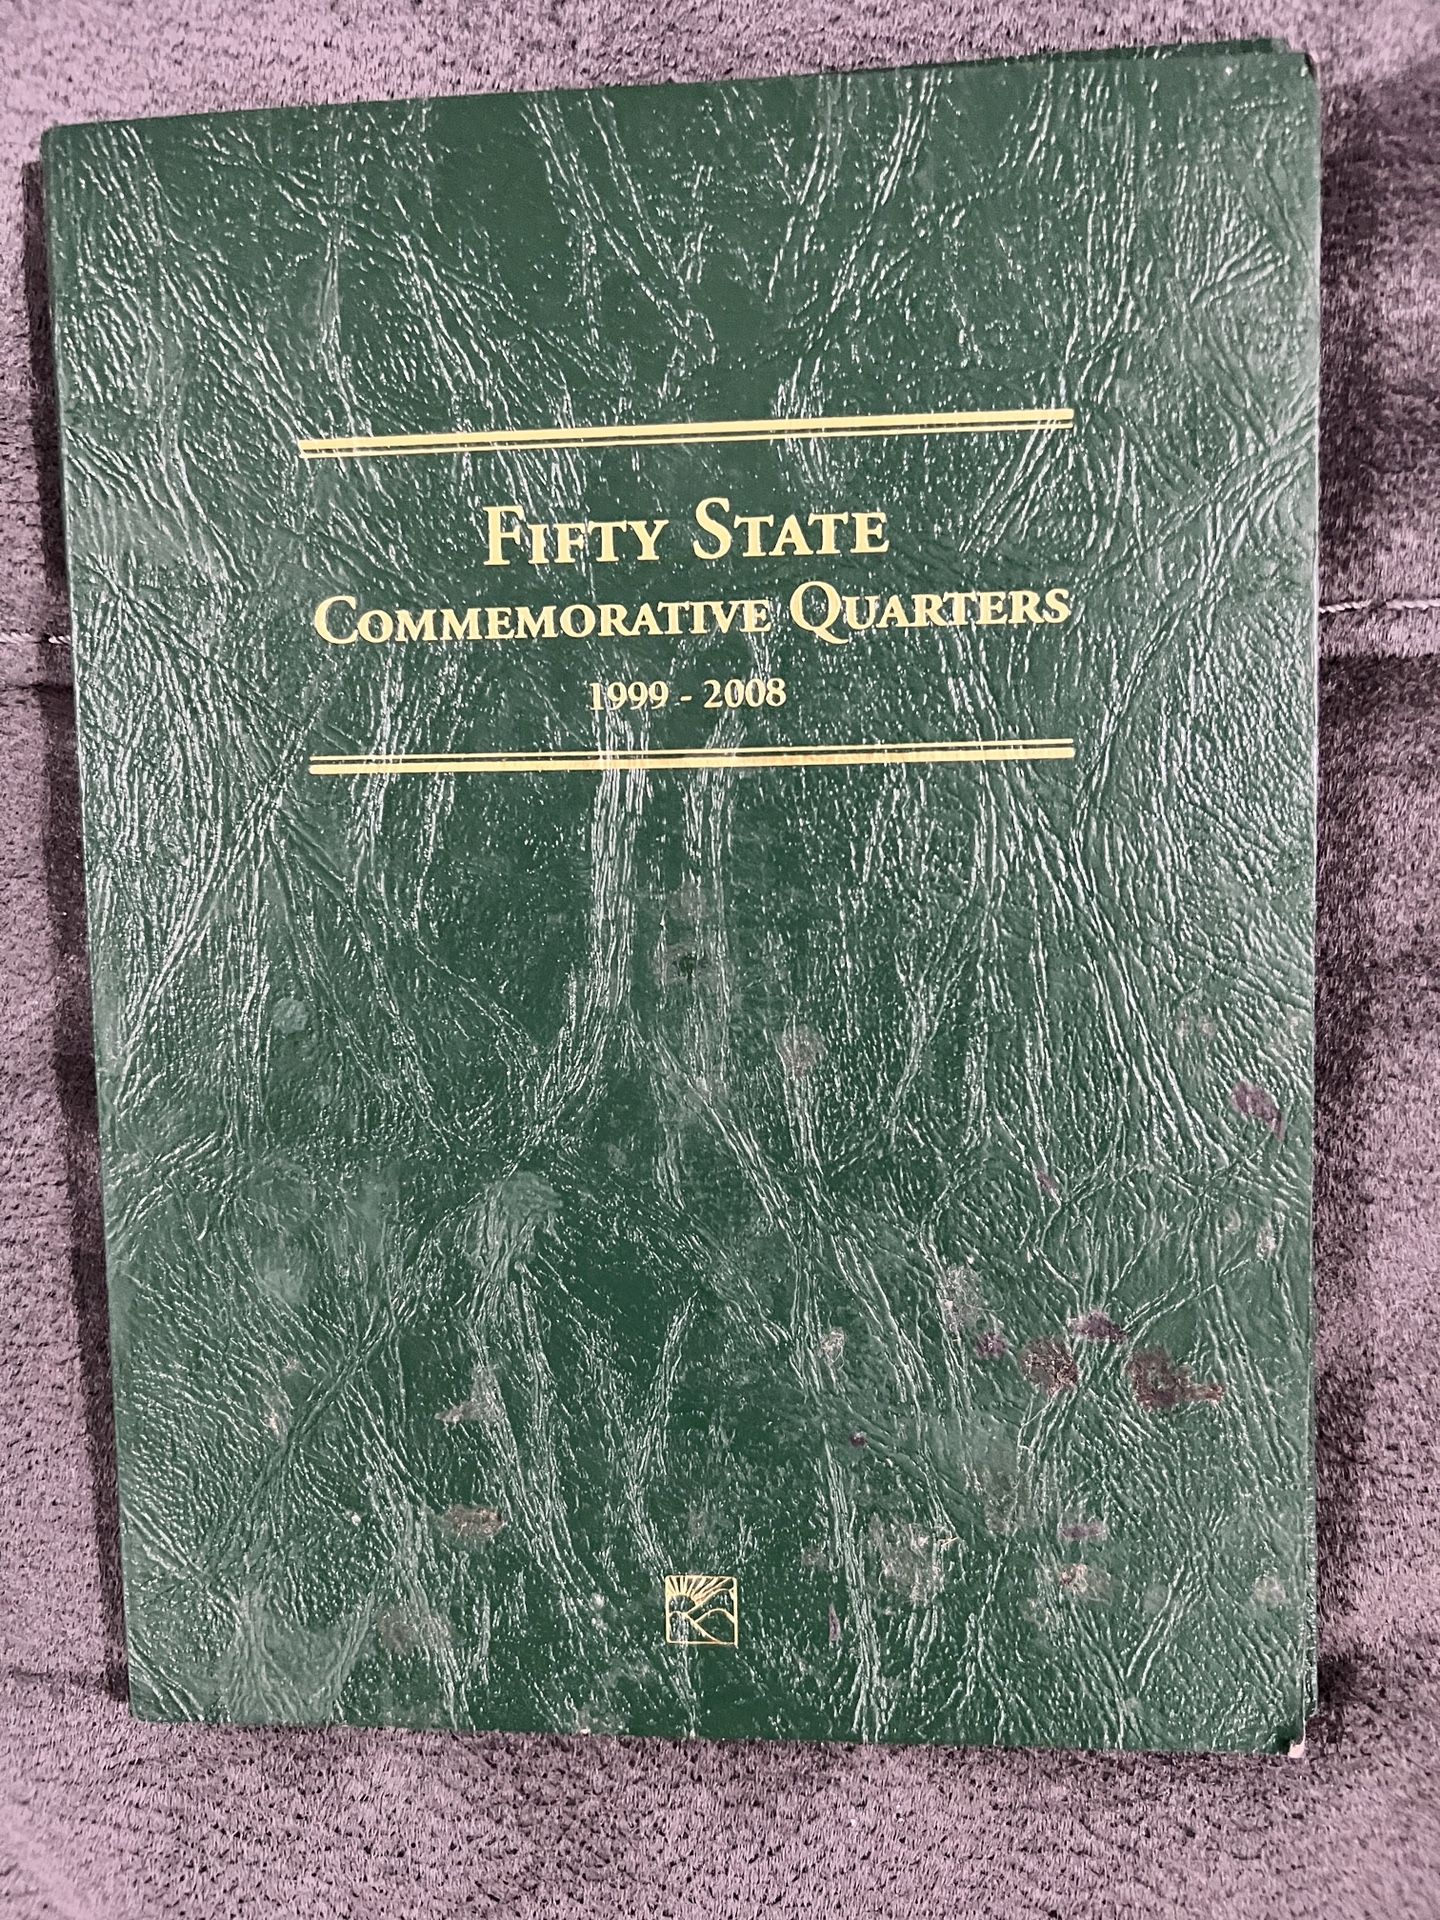 FIFTY STATE
COMMEMORATIVE QUARTERS
1999 - 2008